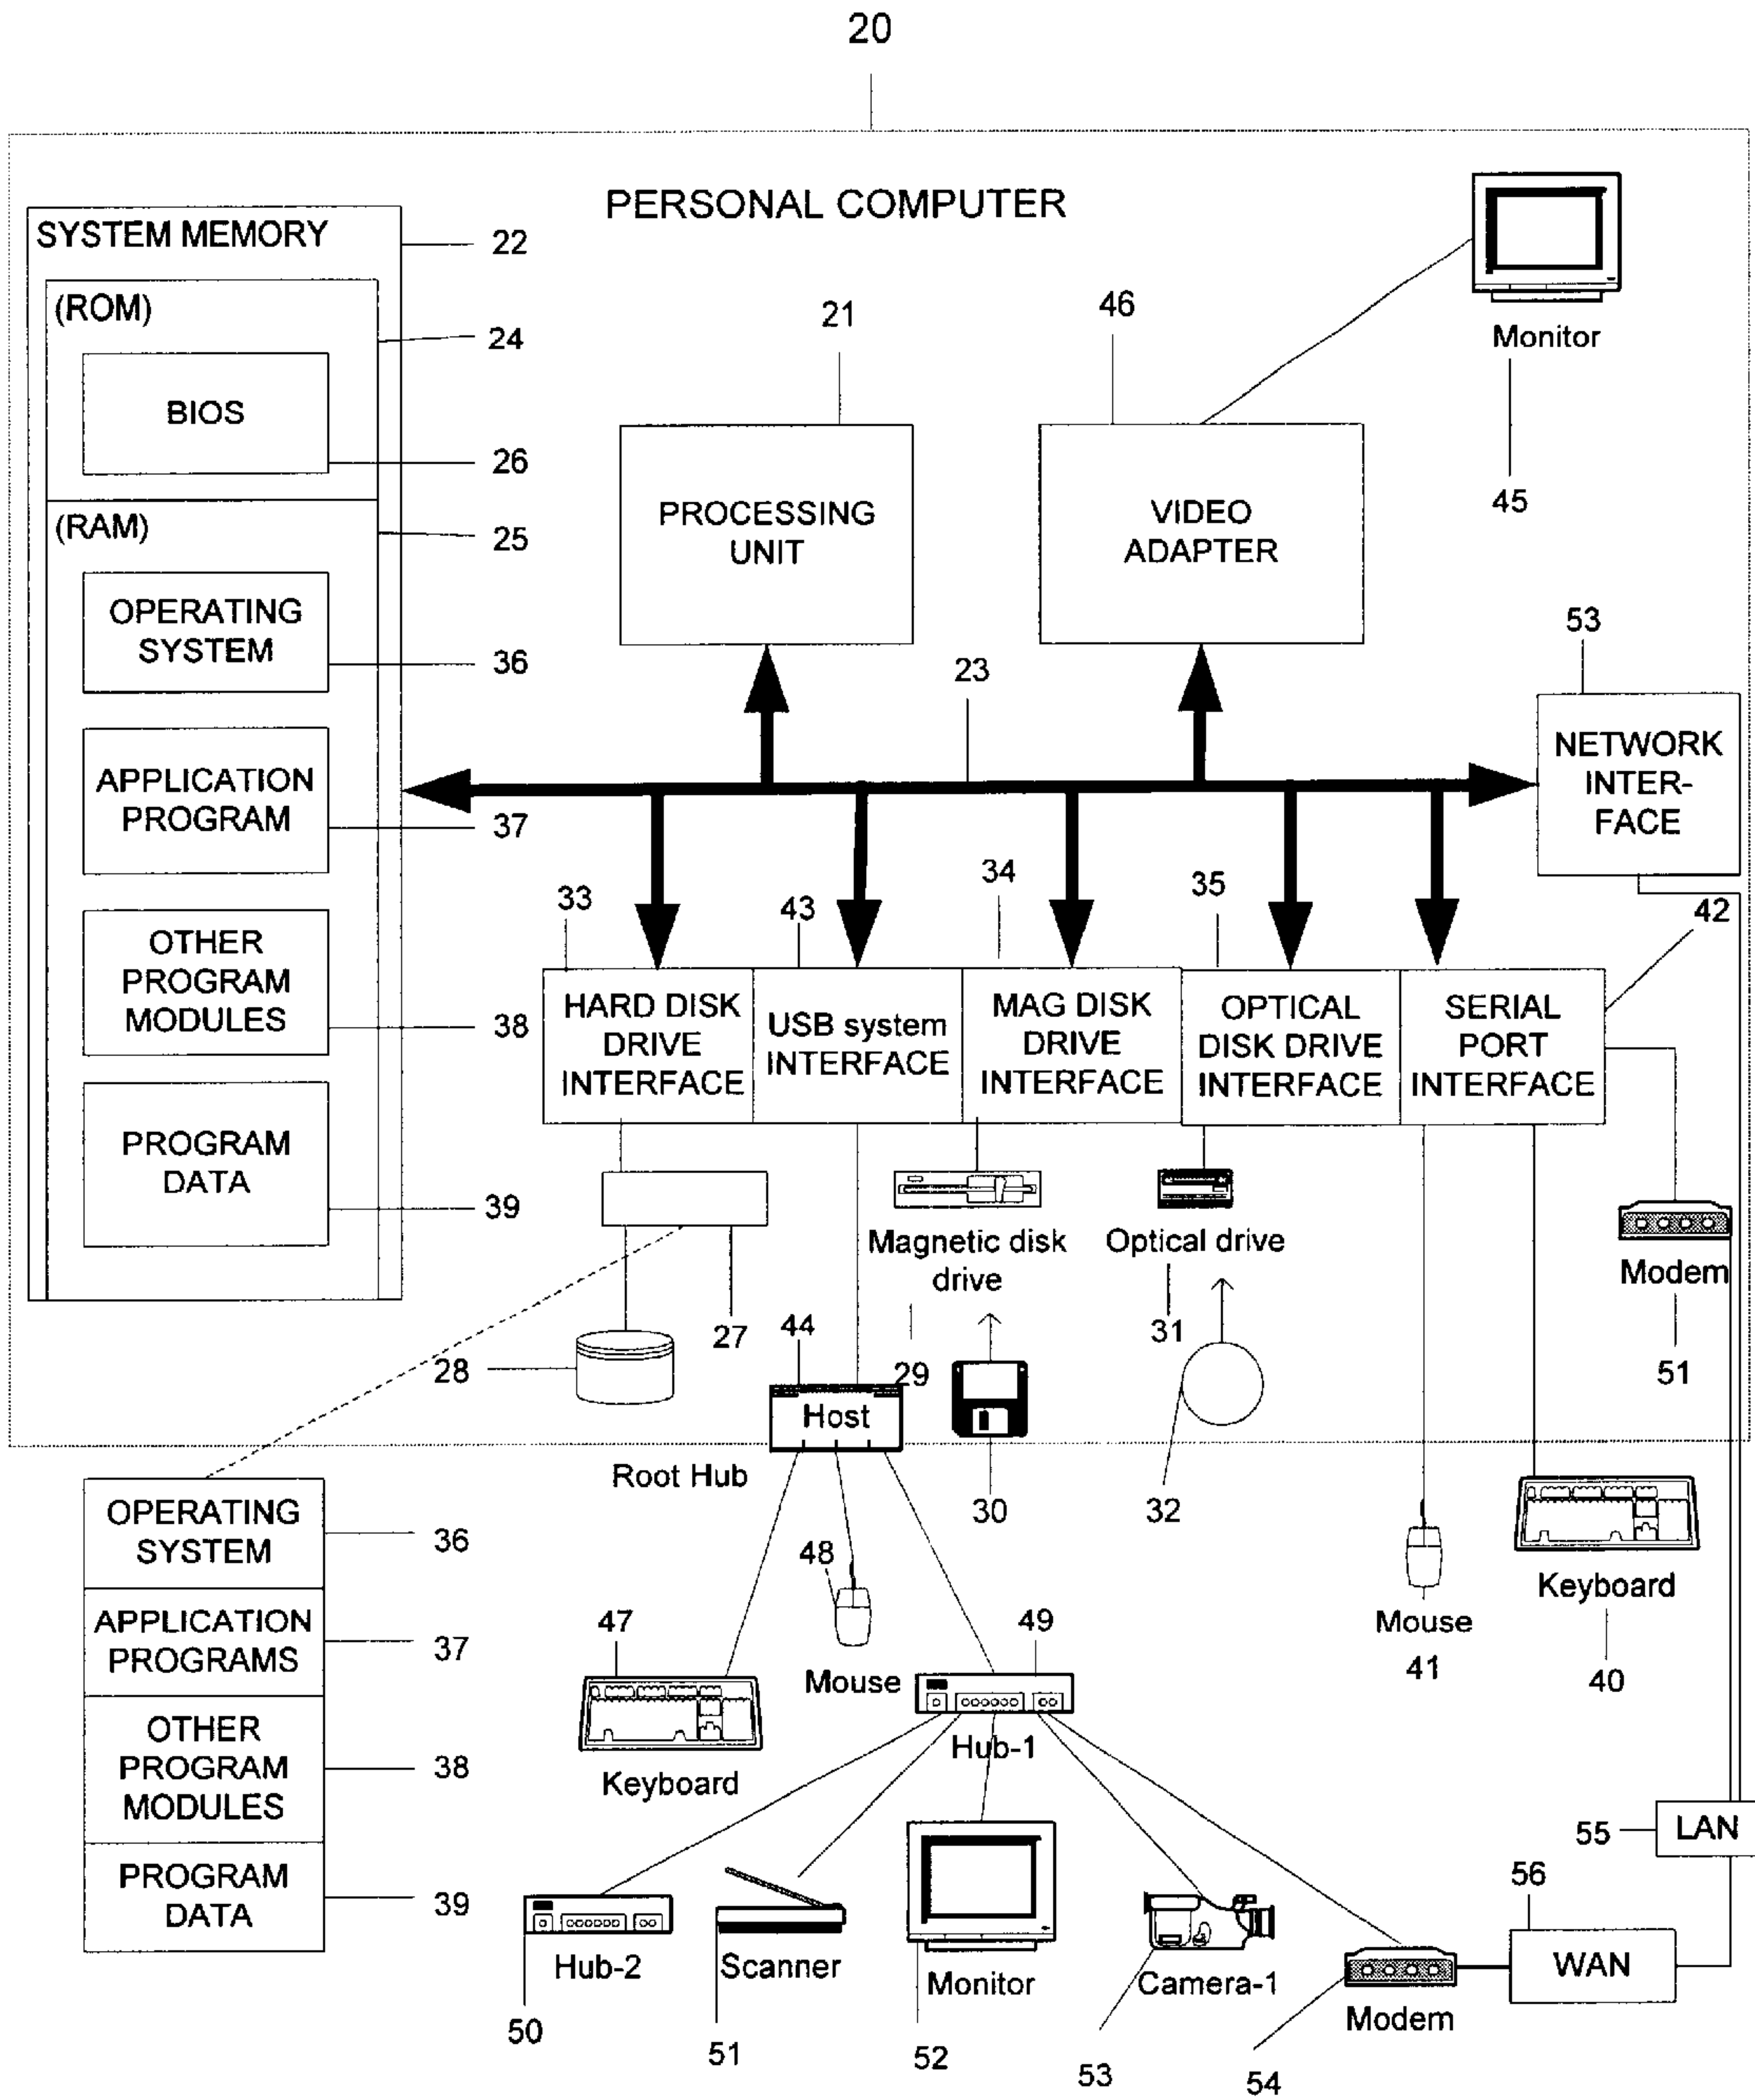 20
PERSONAL COMPUTER
SYSTEM MEMORY
22
(ROM)
24
BIOS
26
(RAM)
25
OPERATING
SYSTEM
36
APPLICATION
PROGRAM
37
OTHER
PROGRAM
MODULES
38
PROGRAM
DATA
39
21
PROCESSING
UNIT
46
VIDEO
ADAPTER
Monitor
45
23
53
NETWORK
INTER-
FACE
33
HARD DISK
DRIVE
INTERFACE
43
USB system
INTERFACE
34
MAG DISK
DRIVE
INTERFACE
35
OPTICAL
DISK DRIVE
INTERFACE
42
SERIAL
PORT
INTERFACE
27
28
Magnetic disk
drive
29
30
Optical drive
31
32
Modem
51
44
Host
Root Hub
OPERATING
SYSTEM
36
APPLICATION
PROGRAMS
37
OTHER
PROGRAM
MODULES
38
PROGRAM
DATA
39
47
Keyboard
48
Mouse
49
Hub-1
Mouse
41
Keyboard
40
Hub-2
50
Scanner
51
Monitor
52
Camera-1
53
Modem
54
55
LAN
56
WAN